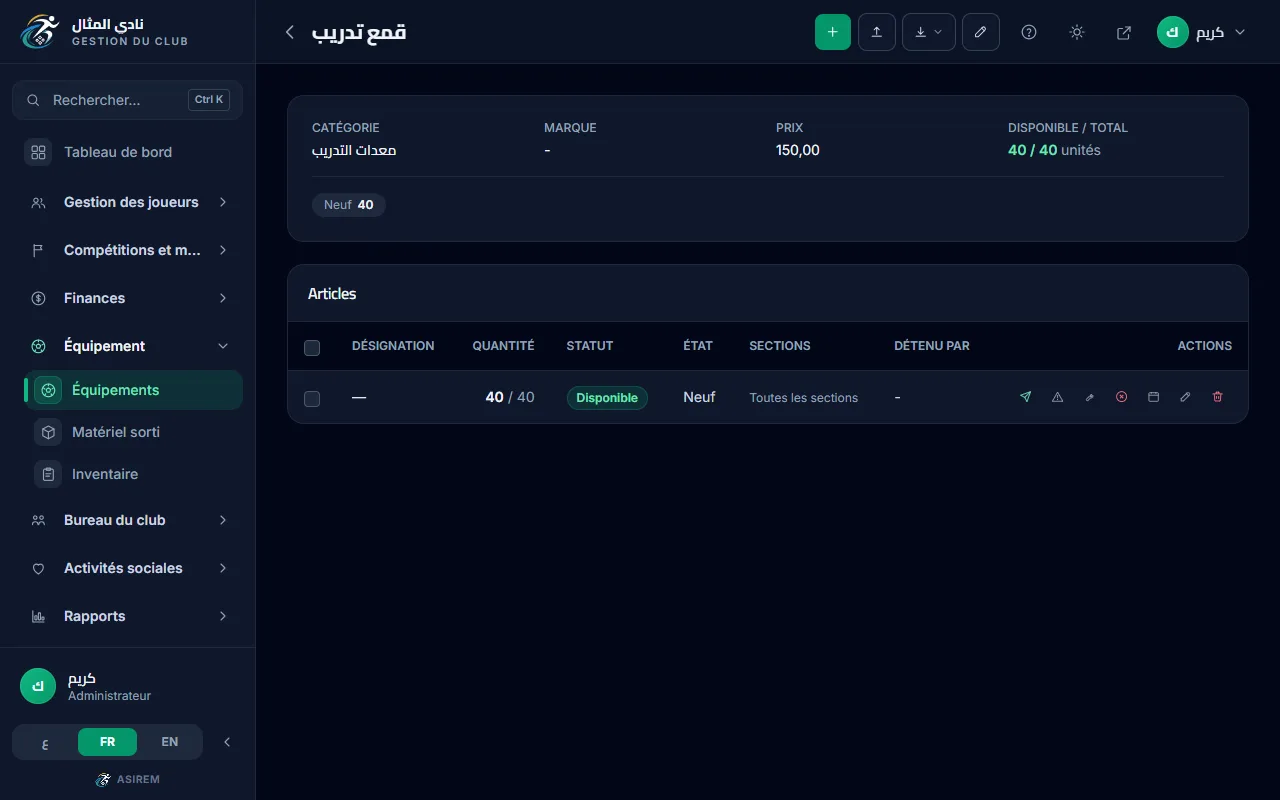 نادي المثال
GESTION DU CLUB
Rechercher...
Ctrl K
Tableau de bord
Gestion des joueurs
Compétitions et m...
Finances
Équipement
Équipements
Matériel sorti
Inventaire
Bureau du club
Activités sociales
Rapports
ك
كريم
Administrateur
ع
FR
EN
ASIREM
قمع تدريب
ك
كريم
CATÉGORIE
MARQUE
PRIX
DISPONIBLE / TOTAL
معدات التدريب
-
150,00
40 / 40 unités
Neuf 40
Articles
DÉSIGNATION
QUANTITÉ
STATUT
ÉTAT
SECTIONS
DÉTENU PAR
ACTIONS
—
40 / 40
Disponible
Neuf
Toutes les sections
-